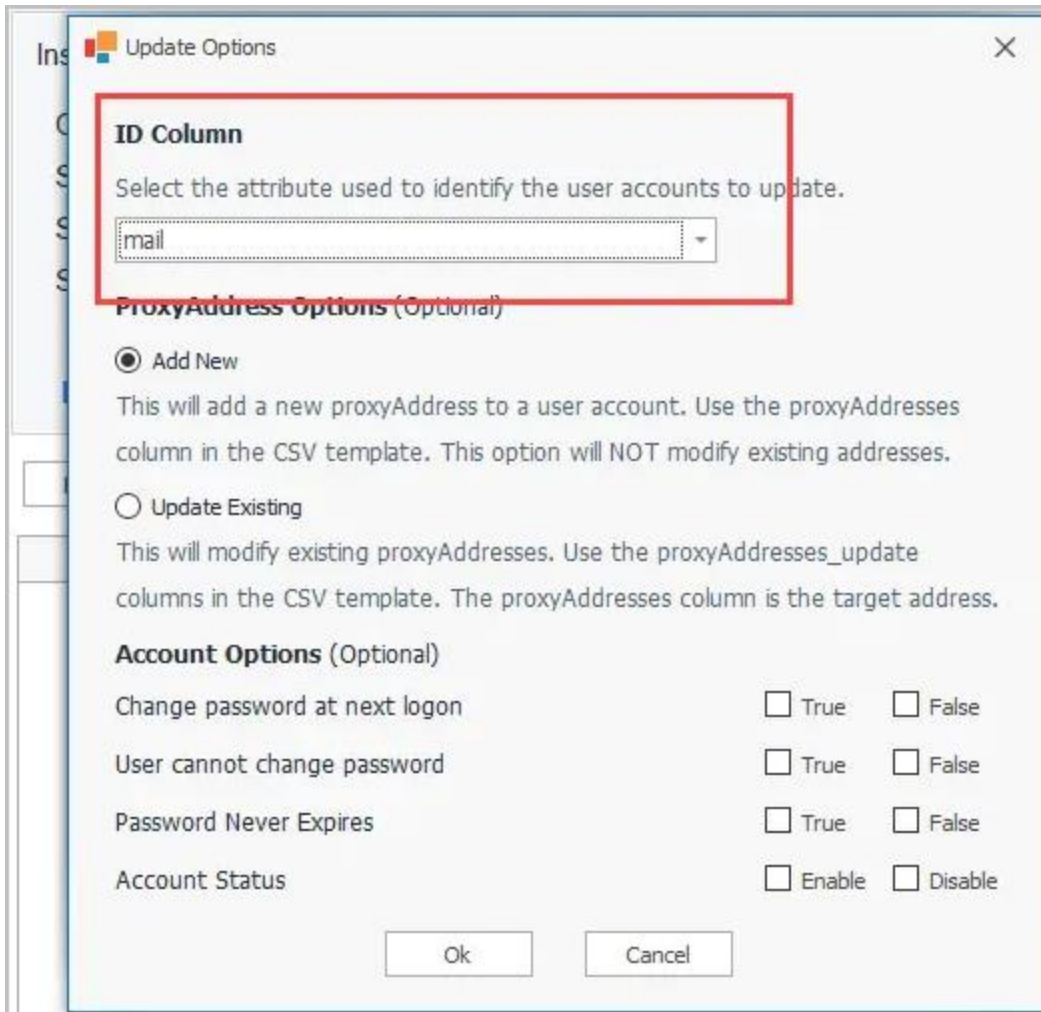 Ins
Update Options
ID Column
Select the attribute used to identify the user accounts to update.
mail
ProxyAddress Options (Optional)
Add New
This will add a new proxyAddress to a user account. Use the proxyAddresses
column in the CSV template. This option will NOT modify existing addresses.
Update Existing
This will modify existing proxyAddresses. Use the proxyAddresses_update
columns in the CSV template. The proxyAddresses column is the target address.
Account Options (Optional)
Change password at next logon True False
User cannot change password True False
Password Never Expires True False
Account Status Enable Disable
Ok Cancel